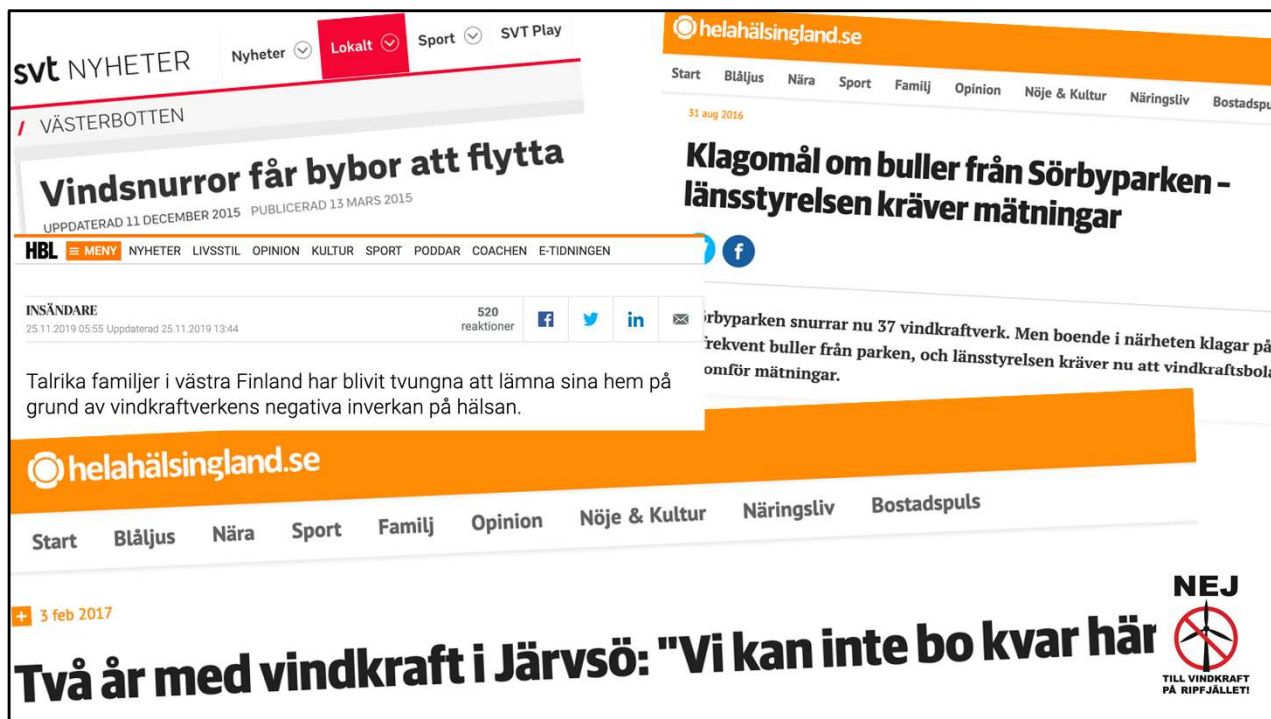 svt NYHETER
Nyheter Lokalt Sport SVT Play
/ VÄSTERBOTTEN
Vindsnurror får bybor att flytta
UPPDATERAD 11 DECEMBER 2015 PUBLICERAD 13 MARS 2015
helahälsingland.se
Start Blåljus Nära Sport Familj Opinion Nöje & Kultur Näringsliv
31 aug 2016
Klagomål om buller från Sörbyparken –
länsstyrelsen kräver mätningar
snurrar nu 37 vindkraftverk. Men boende i närheten klagar på
buller från parken, och länsstyrelsen kräver nu att
mätningar.
HBL MENY NYHETER LIVSSTIL OPINION KULTUR SPORT PODDAR COACHEN E-TIDNINGEN
INSÄNDARE
25.11.2019 05:55 Uppdaterad 25.11.2019 13:44
520
reaktioner
Talrika familjer i västra Finland har blivit tvungna att lämna sina hem på
grund av vindkraftverkens negativa inverkan på hälsan.
helahälsingland.se
Start Blåljus Nära Sport Familj Opinion Nöje & Kultur Näringsliv Bostadspuls
3 feb 2017
Två år med vindkraft i Järvsö: "Vi kan inte bo kvar här
NEJ
TILL VINDKRAFT
PÅ RIPFJÄLLET!